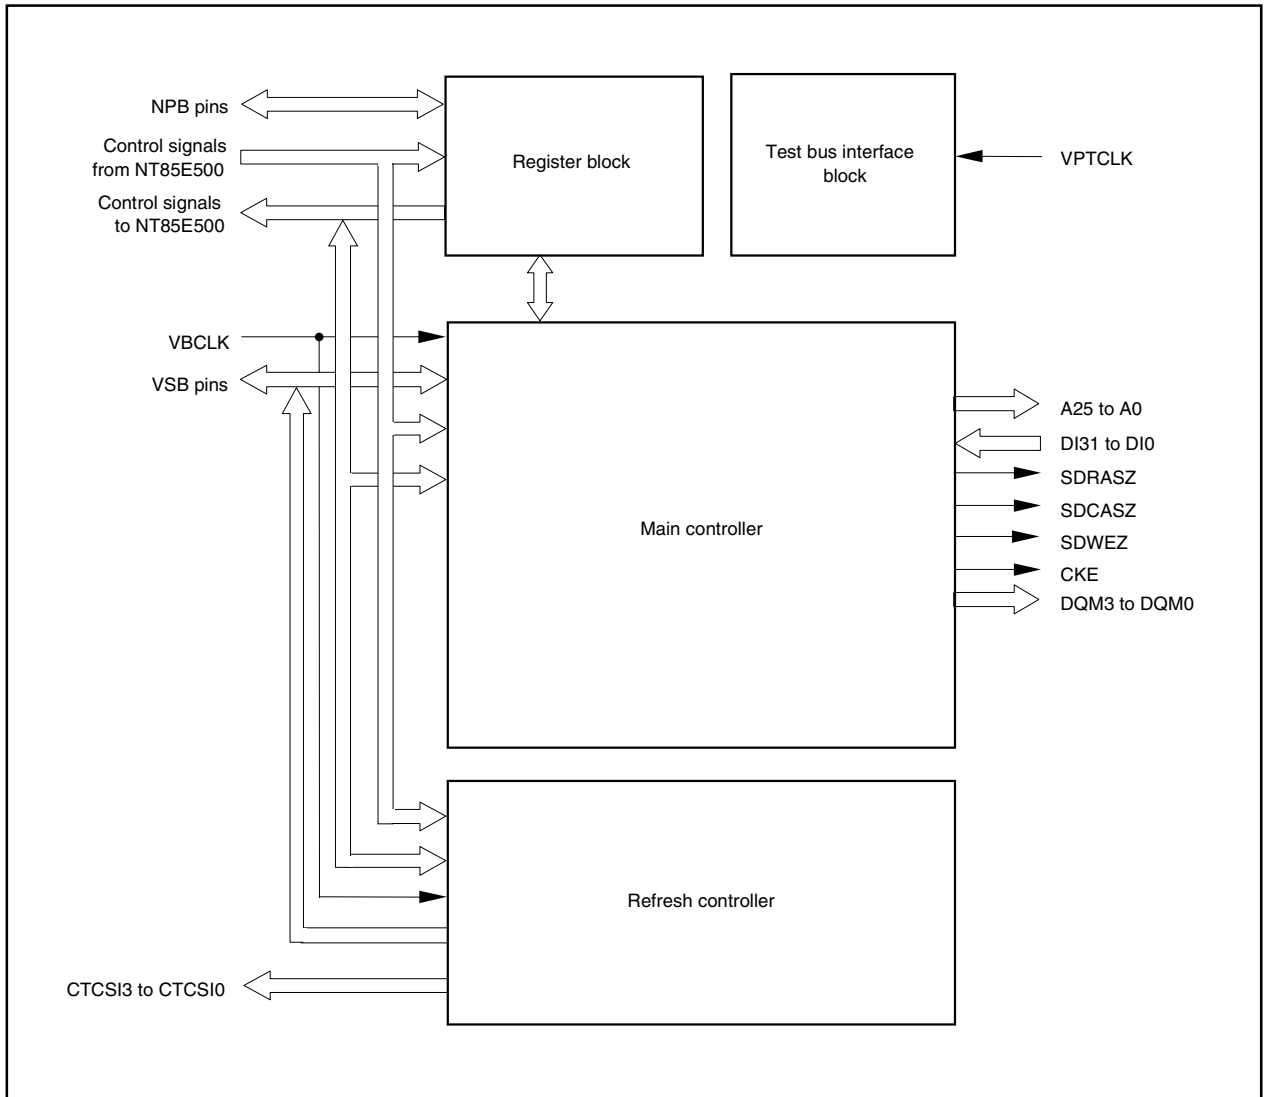 NPB pins
Control signals
from NT85E500
Control signals
to NT85E500
Register block
Test bus interface
block
VPTCLK
VBCLK
VSB pins
Main controller
A25 to A0
DI31 to DI0
SDRASZ
SDCASZ
SDWEZ
CKE
DQM3 to DQM0
Refresh controller
CTCSI3 to CTCSI0